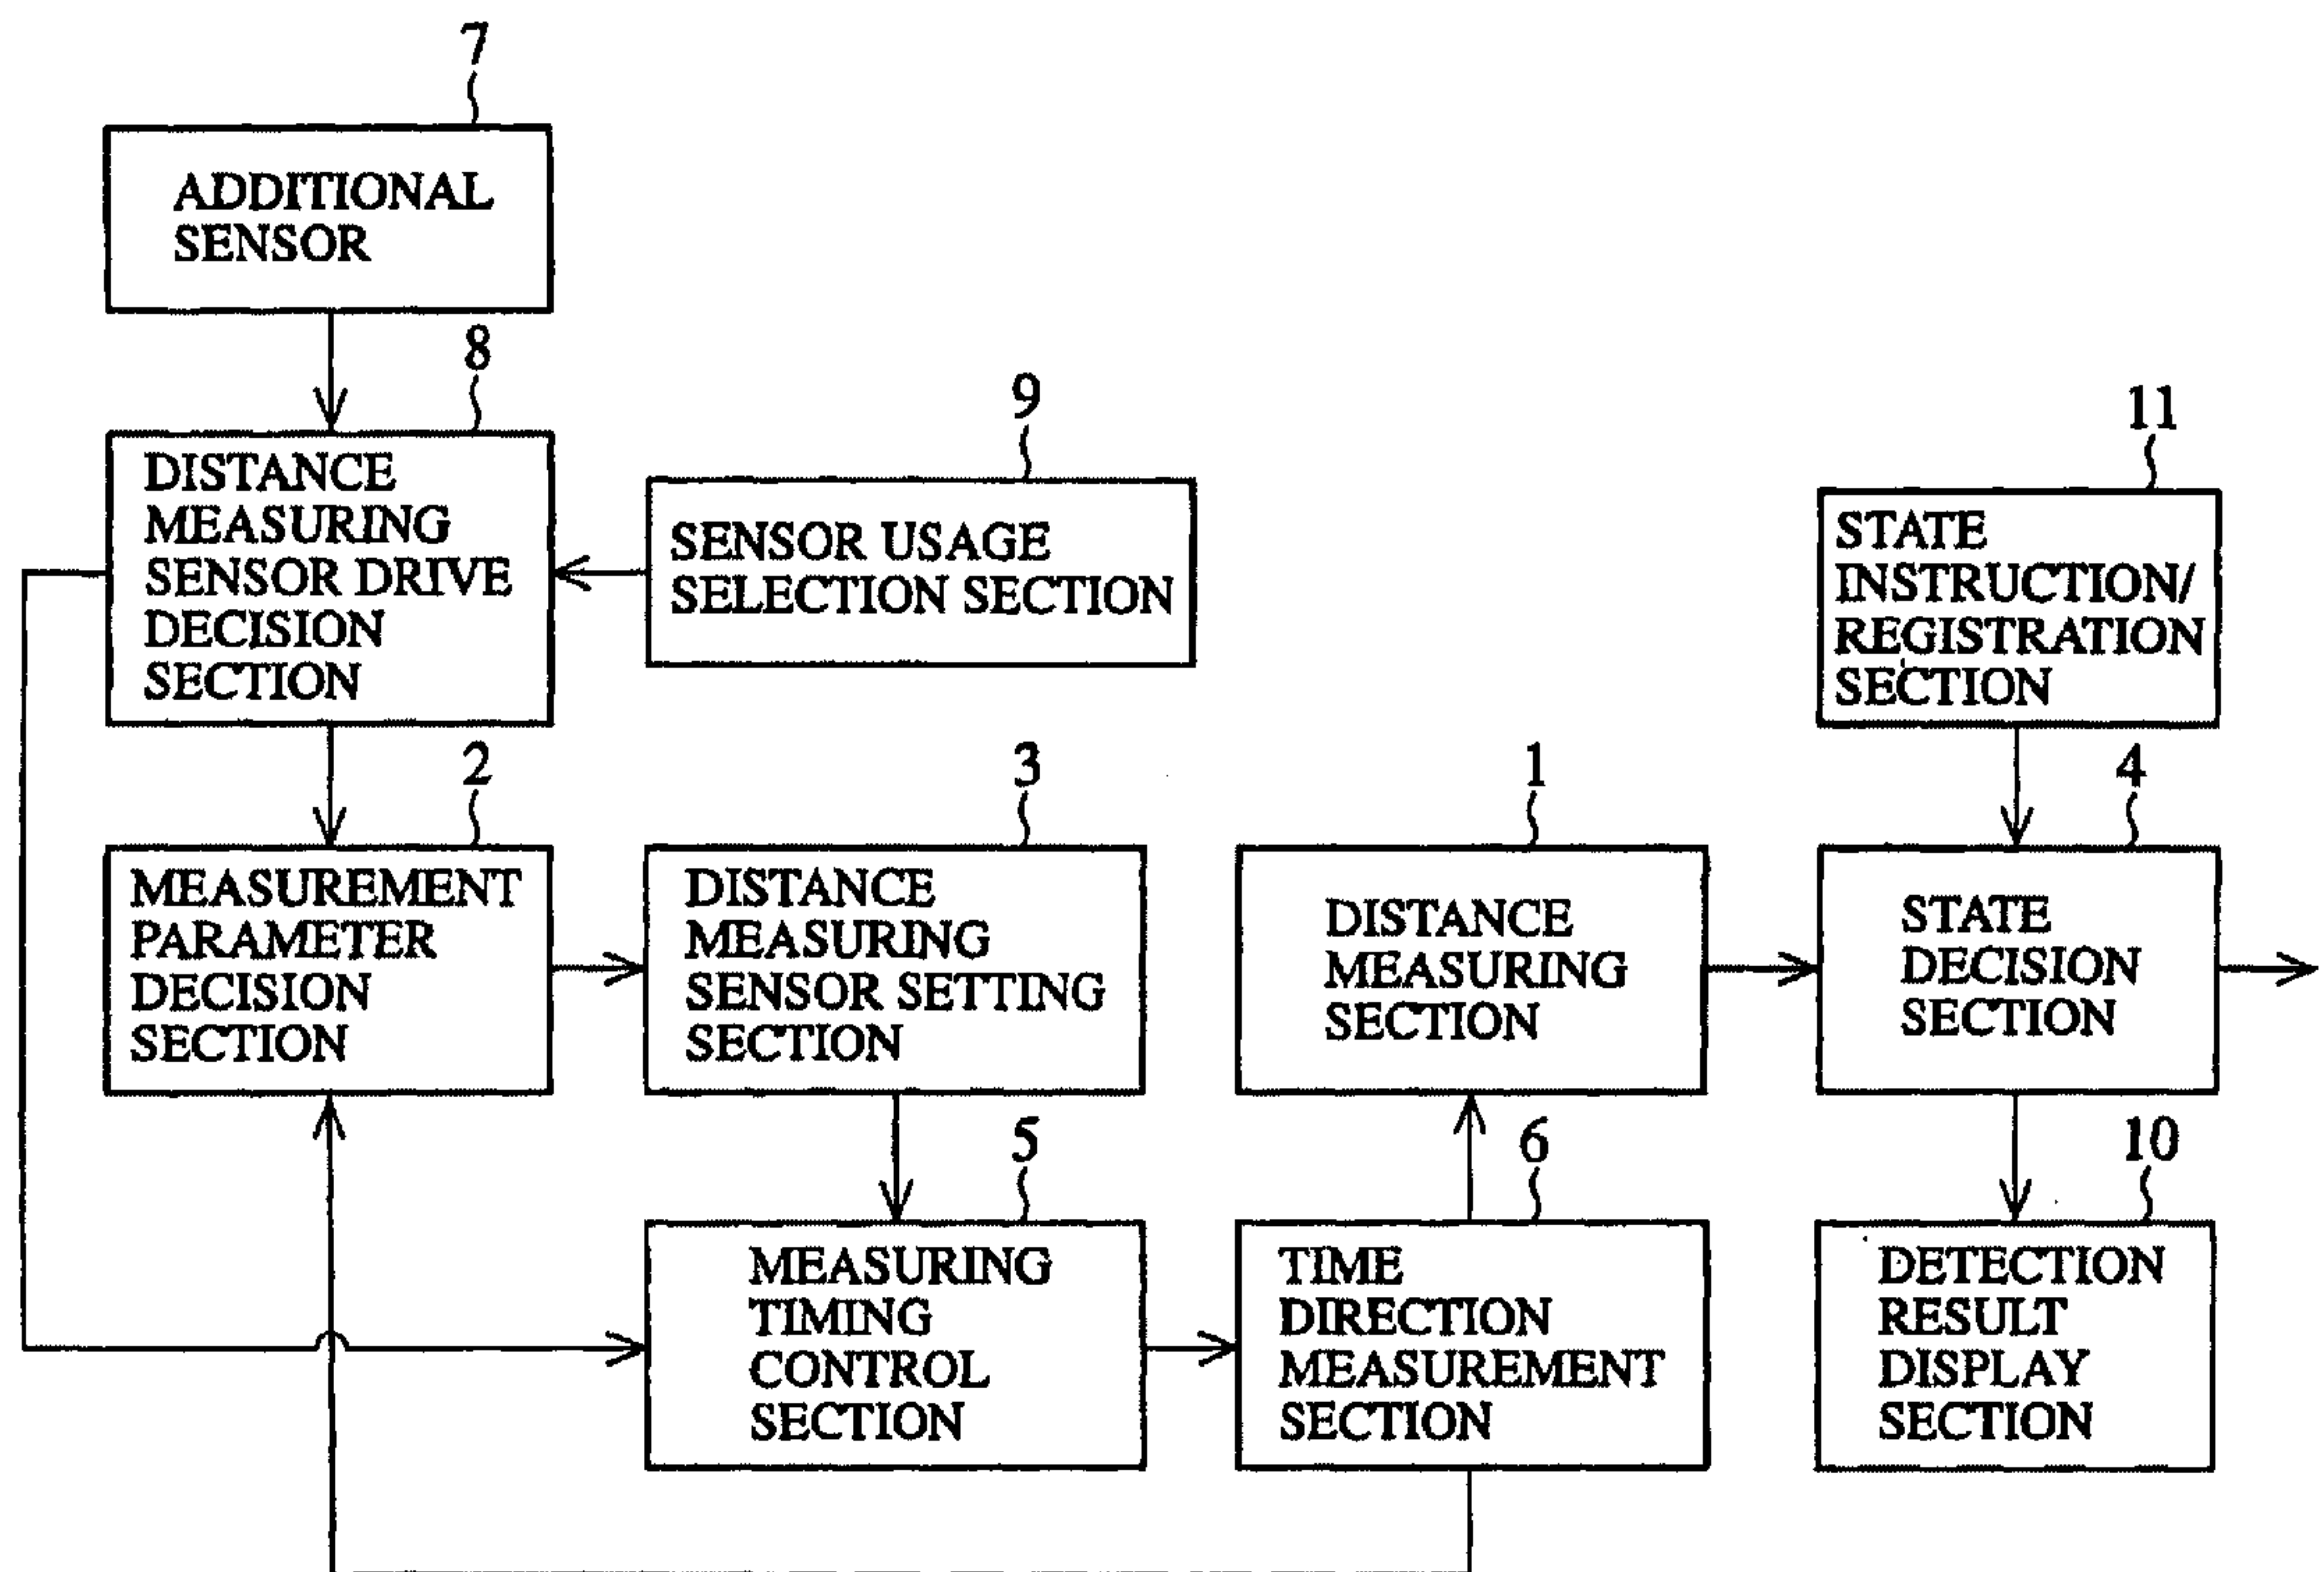 7
ADDITIONAL
SENSOR
8
DISTANCE
MEASURING
SENSOR DRIVE
DECISION
SECTION
9
SENSOR USAGE
SELECTION SECTION
11
STATE
INSTRUCTION/
REGISTRATION
SECTION
2
MEASUREMENT
PARAMETER
DECISION
SECTION
3
DISTANCE
MEASURING
SENSOR SETTING
SECTION
1
DISTANCE
MEASURING
SECTION
4
STATE
DECISION
SECTION
5
MEASURING
TIMING
CONTROL
SECTION
6
TIME
DIRECTION
MEASUREMENT
SECTION
10
DETECTION
RESULT
DISPLAY
SECTION